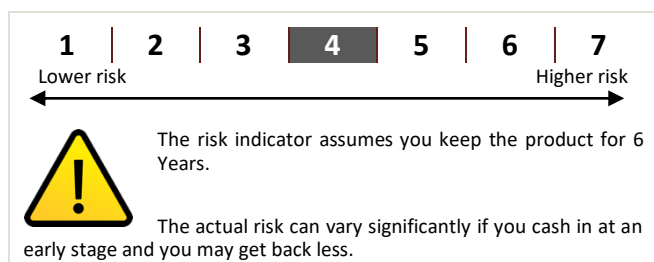 1 2 3 4 5 6 7
Lower risk Higher risk
The risk indicator assumes you keep the product for 6
Years.
The actual risk can vary significantly if you cash in at an
early stage and you may get back less.